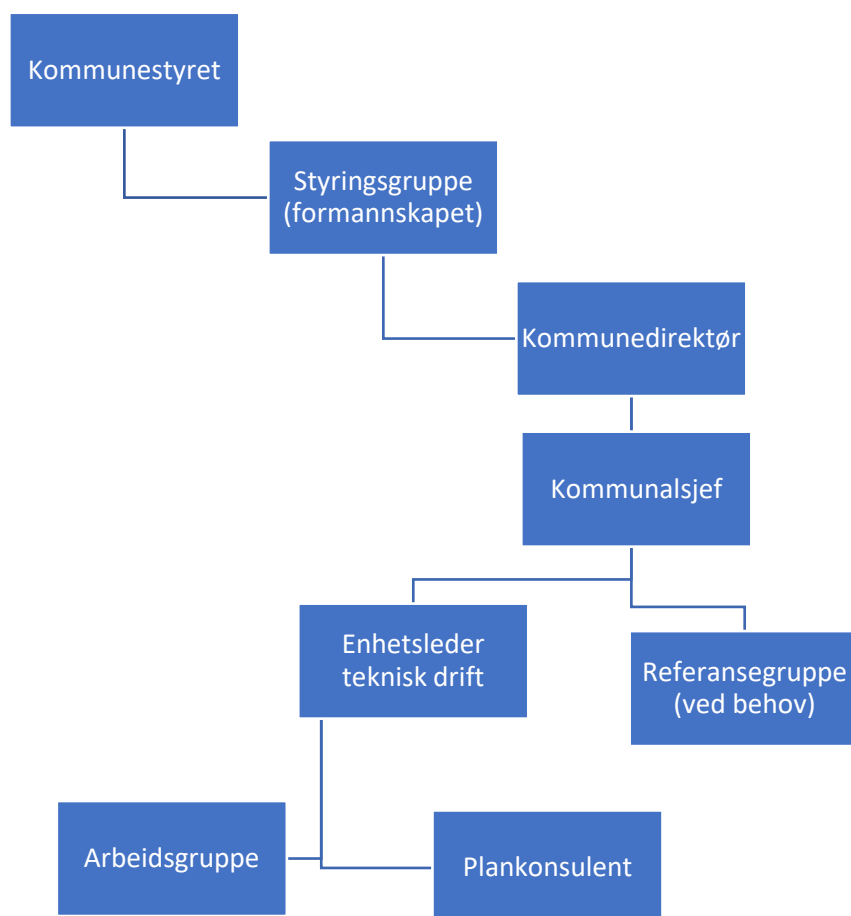 Kommunestyret
Styringsgruppe
(formannskapet)
Kommunedirektør
Kommunalsjef
Enhetsleder
teknisk drift
Referansegruppe
(ved behov)
Arbeidsgruppe
Plankonsulent